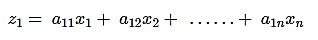 z₁ = a₁₁x₁ + a₁₂x₂ + ...... + a₁ₙxₙ